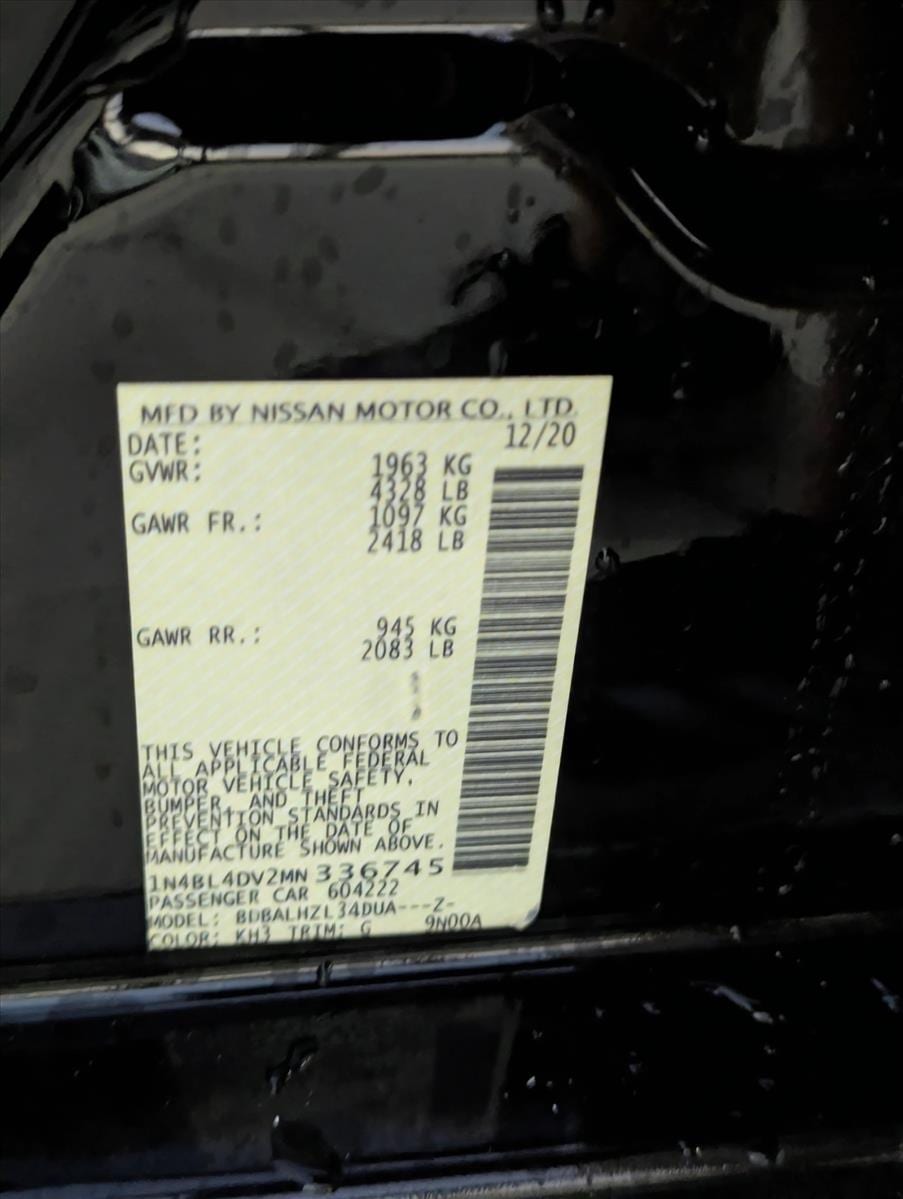 MFD BY NISSAN MOTOR CO., LTD.
DATE: 12/20
GVWR: 1963 KG
4328 LB
GAWR FR.: 1097 KG
2418 LB
GAWR RR.: 945 KG
2083 LB
THIS VEHICLE CONFORMS TO
ALL APPLICABLE FEDERAL
MOTOR VEHICLE SAFETY,
BUMPER, AND THEFT
PREVENTION STANDARDS IN
EFFECT ON THE DATE OF
MANUFACTURE SHOWN ABOVE.
1N4BL4DV2MN 336745
PASSENGER CAR 604222
MODEL: BDBALHZL34DUA---Z-
COLOR: KH3 TRIM: G 9N00A